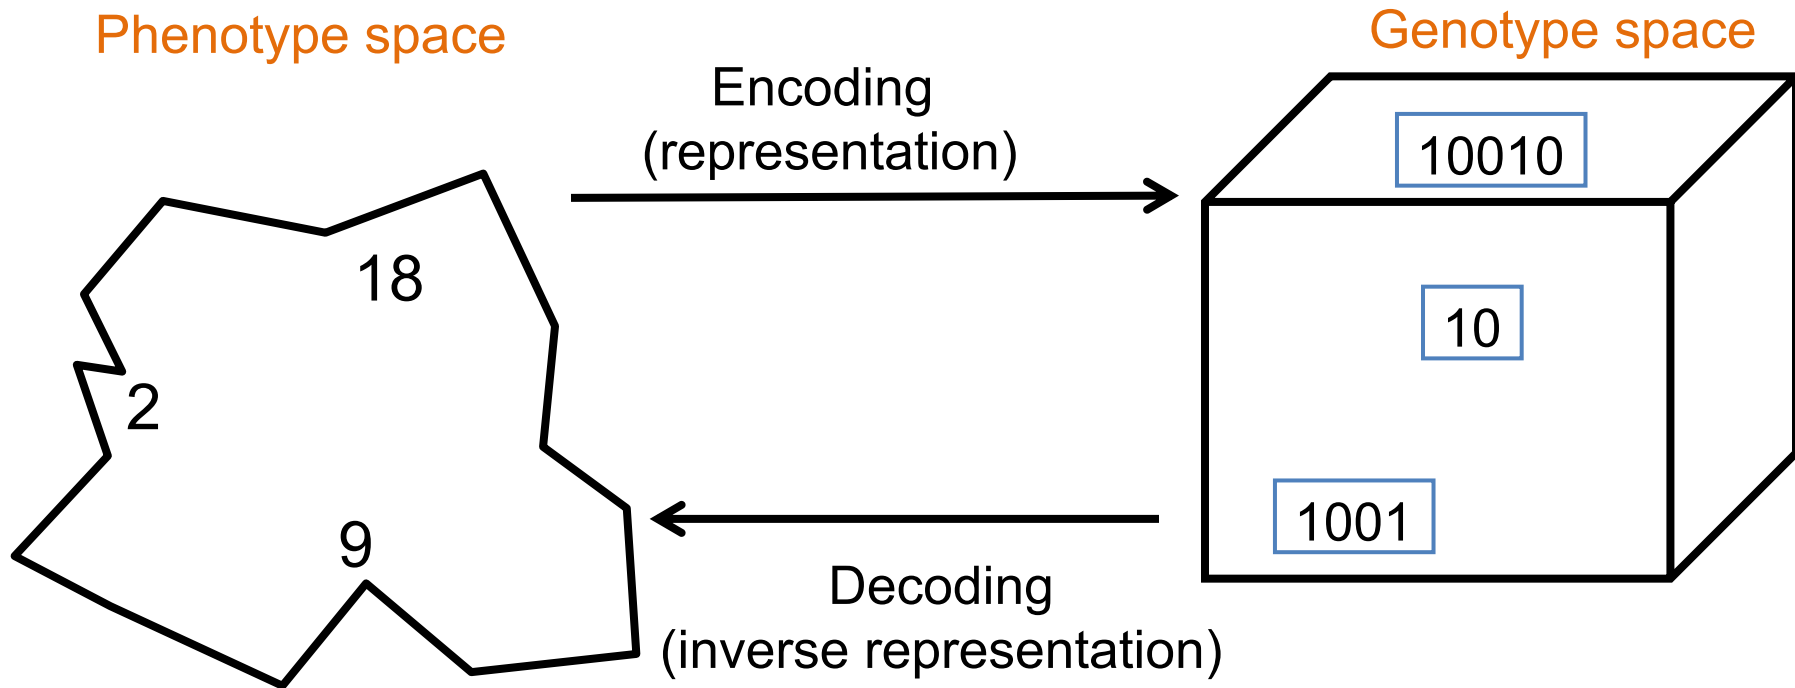 Phenotype space
Genotype space
Encoding
(representation)
10010
18
10
2
1001
9
Decoding
(inverse representation)